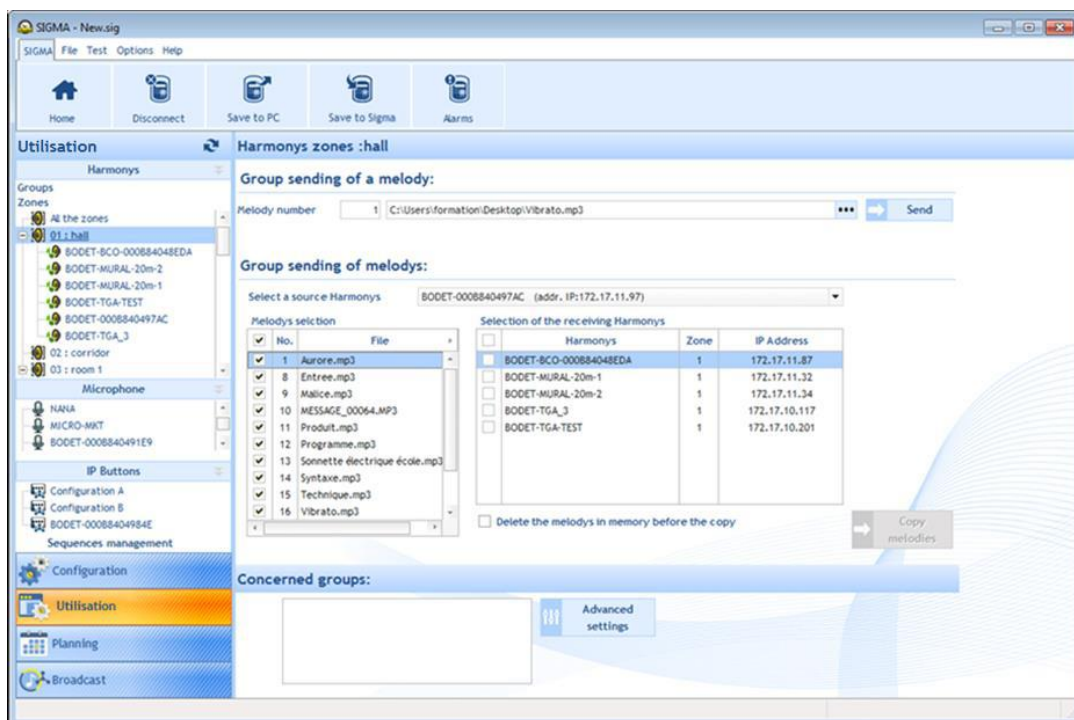 SIGMA - New.sig
SIGMA File Test Options Help
Home Disconnect Save to PC Save to Sigma Alarms
Utilisation
Harmonys
Groups
Zones
All the zones
01 : hall
BODET-BCO-000B84048EDA
BODET-MURAL-20m-2
BODET-MURAL-20m-1
BODET-TGA-TEST
BODET-000B840497AC
BODET-TGA_3
02 : corridor
03 : room 1
Microphone
NANA
MICRO-MKT
BODET-000B840491E9
IP Buttons
Configuration A
Configuration B
BODET-000B8404984E
Sequences management
Configuration
Utilisation
Planning
Broadcast
Harmonys zones :hall
Group sending of a melody:
Melody number 1 C:\Users\formation\Desktop\Vibrato.mp3 ••• Send
Group sending of melodys:
Select a source Harmonys BODET-000B840497AC (addr. IP:172.17.11.97)
Melodys selction
No. File
1 Aurore.mp3
8 Entree.mp3
9 Malice.mp3
10 MESSAGE_00064.MP3
11 Produit.mp3
12 Programme.mp3
13 Sonnette électrique école.mp3
14 Syntaxe.mp3
15 Technique.mp3
16 Vibrato.mp3
Selection of the receiving Harmonys
Harmonys Zone IP Address
BODET-BCO-000B84048EDA 1 172.17.11.87
BODET-MURAL-20m-1 1 172.17.11.32
BODET-MURAL-20m-2 1 172.17.11.34
BODET-TGA_3 1 172.17.10.117
BODET-TGA-TEST 1 172.17.10.201
Delete the melodys in memory before the copy
Copy
melodies
Concerned groups:
Advanced
settings